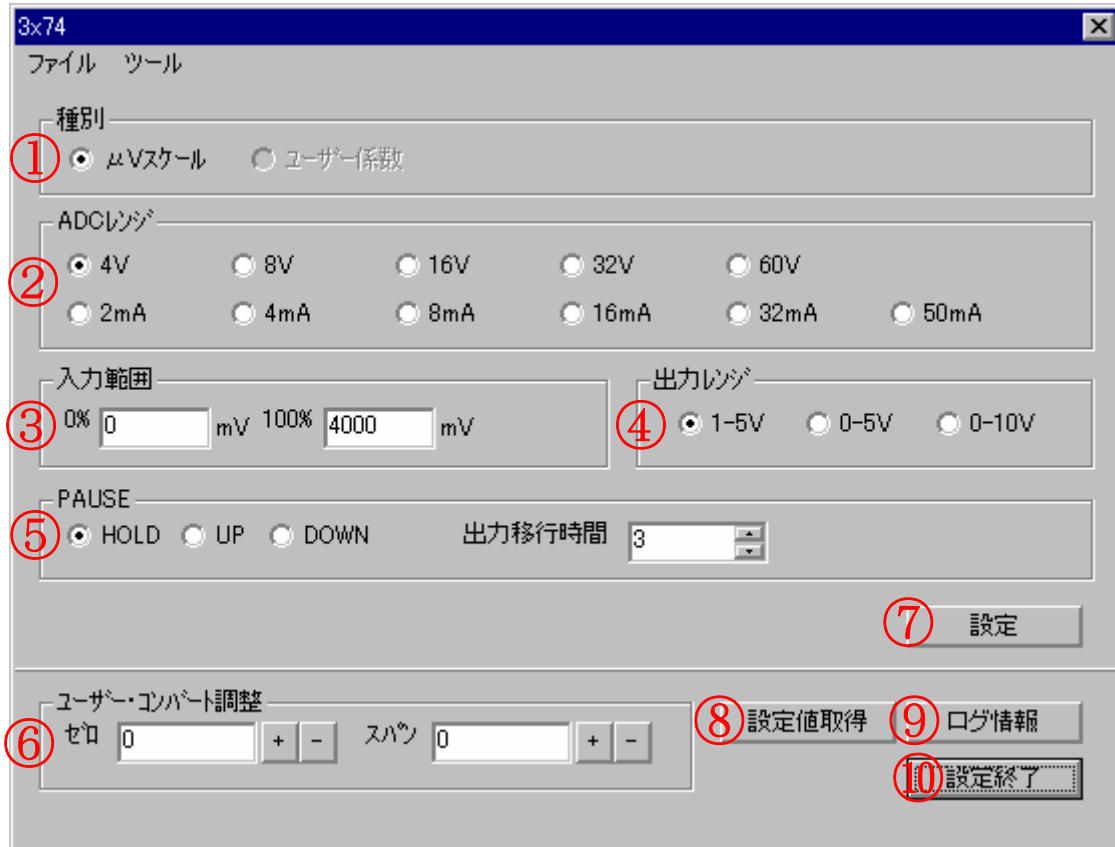 3x74
ファイル ツール
種別
① μVスケール ユーザー係数
ADCレンジ
② 4V 8V 16V 32V 60V
2mA 4mA 8mA 16mA 32mA 50mA
入力範囲 出力レンジ
③ 0% 0 mV 100% 4000 mV ④ 1-5V 0-5V 0-10V
PAUSE
⑤ HOLD UP DOWN 出力移行時間 3
⑦ 設定
ユーザー・コンバート調整
⑥ ゼロ 0 + - スパン 0 + - ⑧ 設定値取得 ⑨ ログ情報
⑩ 設定終了